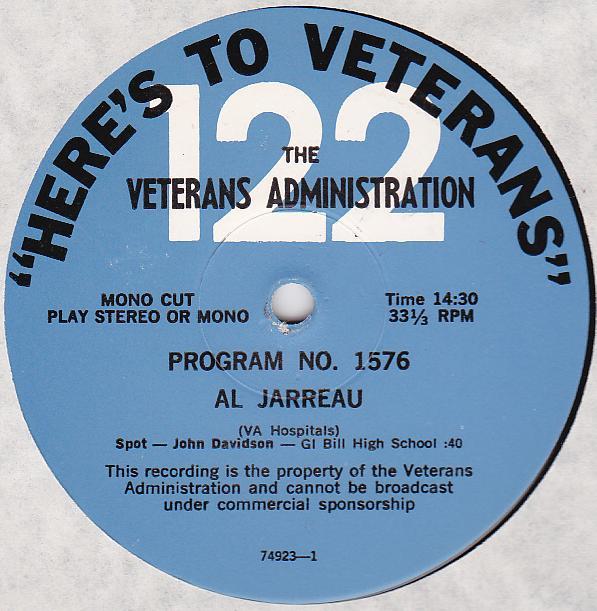 "HERE'S TO VETERANS"
122
THE
VETERANS ADMINISTRATION
MONO CUT
PLAY STEREO OR MONO
Time 14:30
33⅓ RPM
PROGRAM NO. 1576
AL JARREAU
(VA Hospitals)
Spot — John Davidson — GI Bill High School :40
This recording is the property of the Veterans
Administration and cannot be broadcast
under commercial sponsorship
74923—1